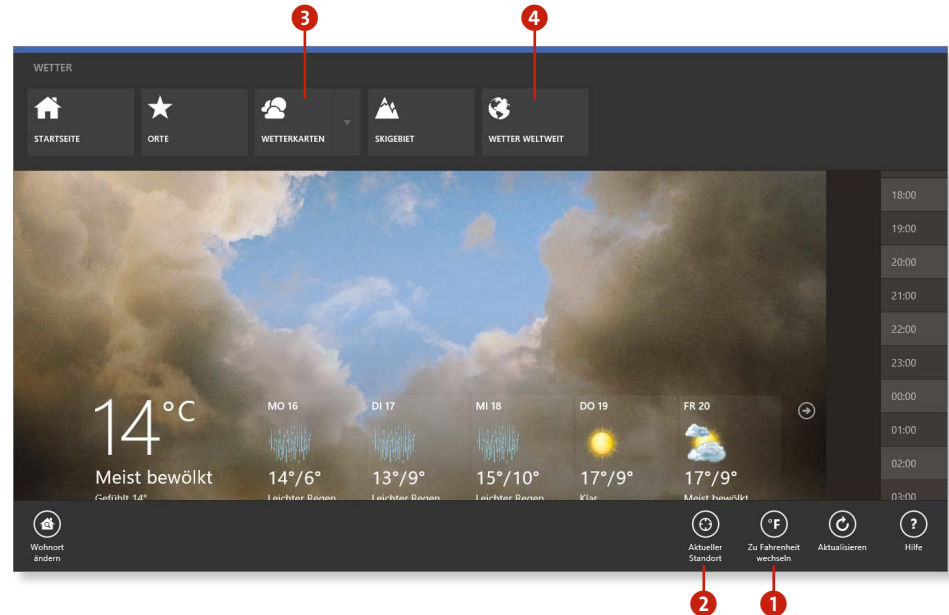 3
4
WETTER
STARTSEITE
ORTE
WETTERKARTEN
SKIGEBIET
WETTER WELTWEIT
18:00
19:00
20:00
21:00
22:00
23:00
00:00
01:00
02:00
03:00
14°C
Meist bewölkt
Gefühlt 14°
MO 16
14°/6°
Leichter Regen
DI 17
13°/9°
Leichter Regen
MI 18
15°/10°
Leichter Regen
DO 19
17°/9°
Klar
FR 20
17°/9°
Meist bewölkt
Wohnort
ändern
Aktueller
Standort
°F
Zu Fahrenheit
wechseln
Aktualisieren
?
Hilfe
2
1